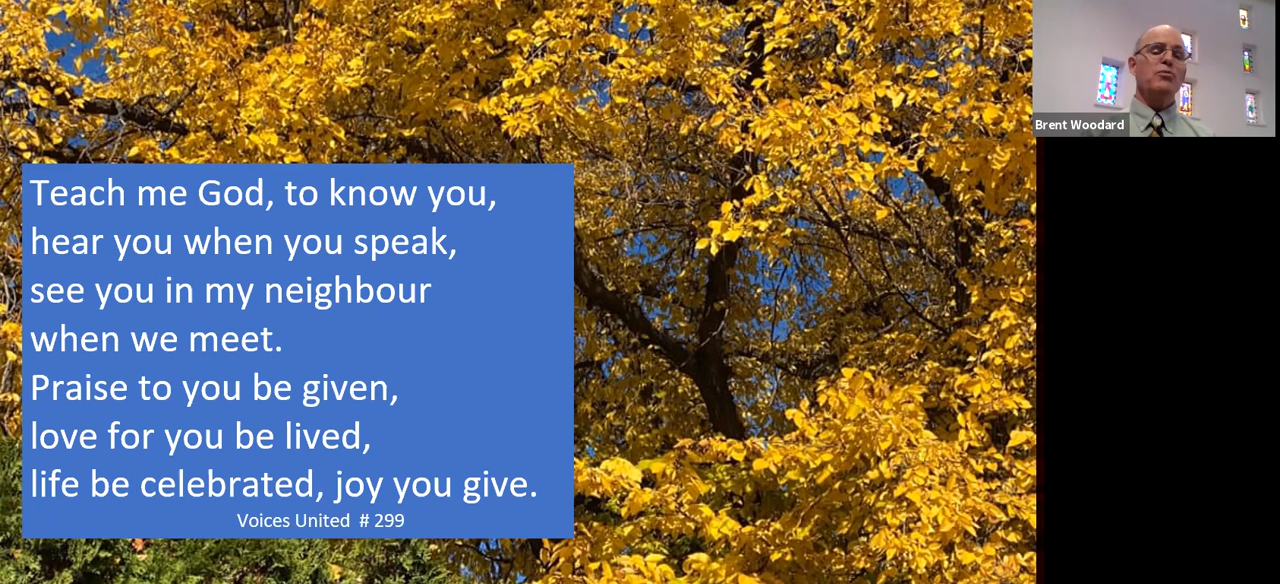 Teach me God, to know you,
hear you when you speak,
see you in my neighbour
when we meet.
Praise to you be given,
love for you be lived,
life be celebrated, joy you give.
Voices United # 299
Brent Woodard